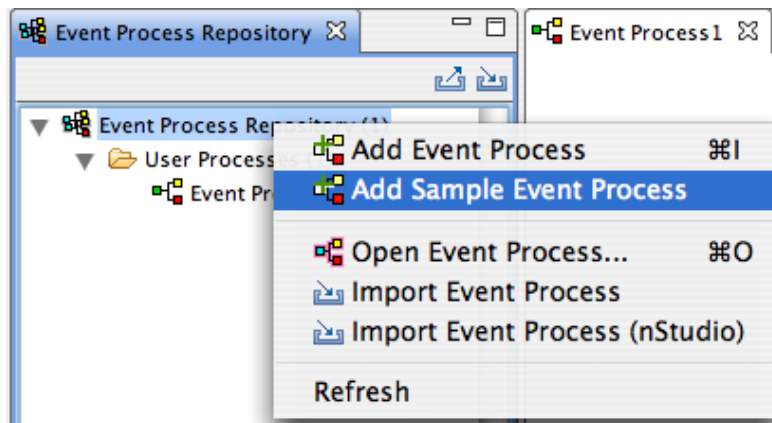 Event Process Repository
Event Process1
Event Process Repository (1)
User Processes
Event Pr
Add Event Process ⌘I
Add Sample Event Process
Open Event Process... ⌘O
Import Event Process
Import Event Process (nStudio)
Refresh